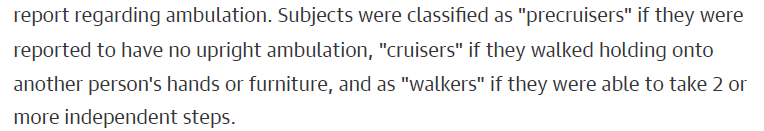 report regarding ambulation. Subjects were classified as "precruisers" if they were
reported to have no upright ambulation, "cruisers" if they walked holding onto
another person's hands or furniture, and as "walkers" if they were able to take 2 or
more independent steps.